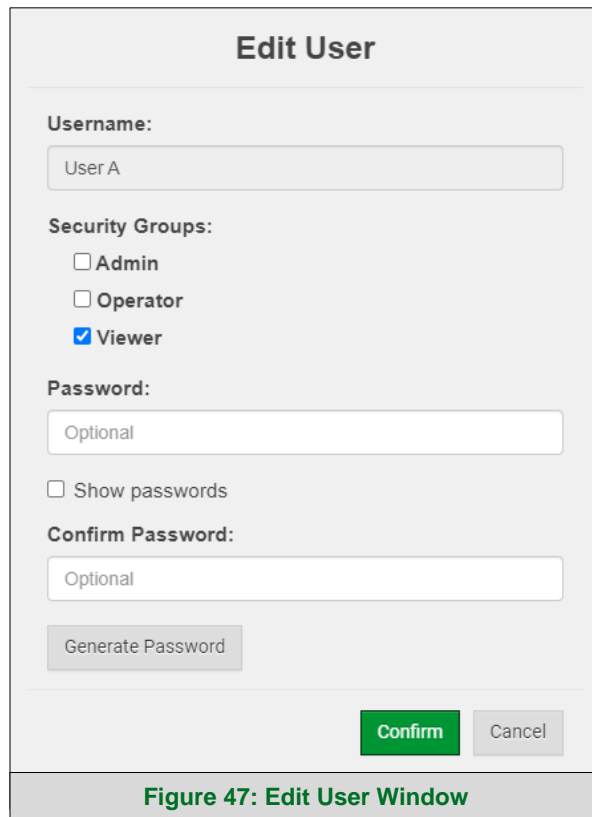 Edit User
Username:
User A
Security Groups:
Admin
Operator
Viewer
Password:
Optional
Show passwords
Confirm Password:
Optional
Generate Password
Confirm Cancel
Figure 47: Edit User Window